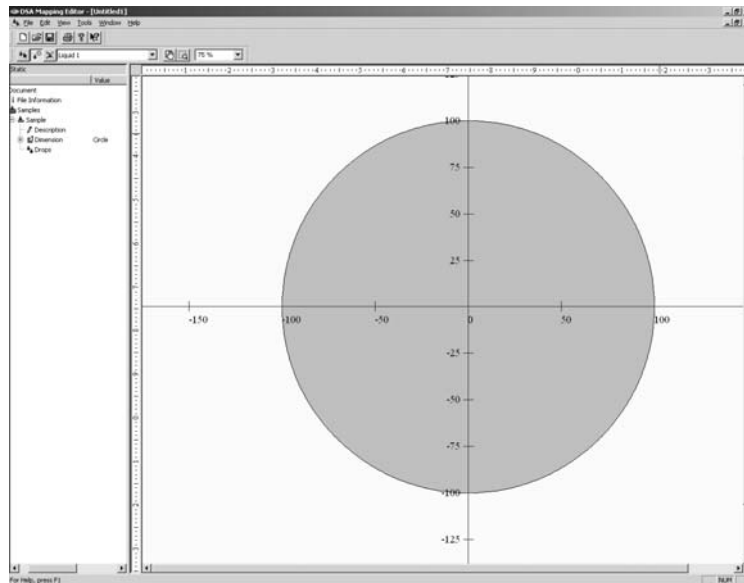 DSA Mapping Editor - [Untitled1]
File Edit View Tools Window Help
Liquid 1
75 %
Static
Value
Document
File Information
Samples
Sample
Description
Dimension Circle
Drops
100
75
50
25
-150 -100 -50 0 50 100
-25
-50
-75
-100
-125
For Help, press F1
NUM